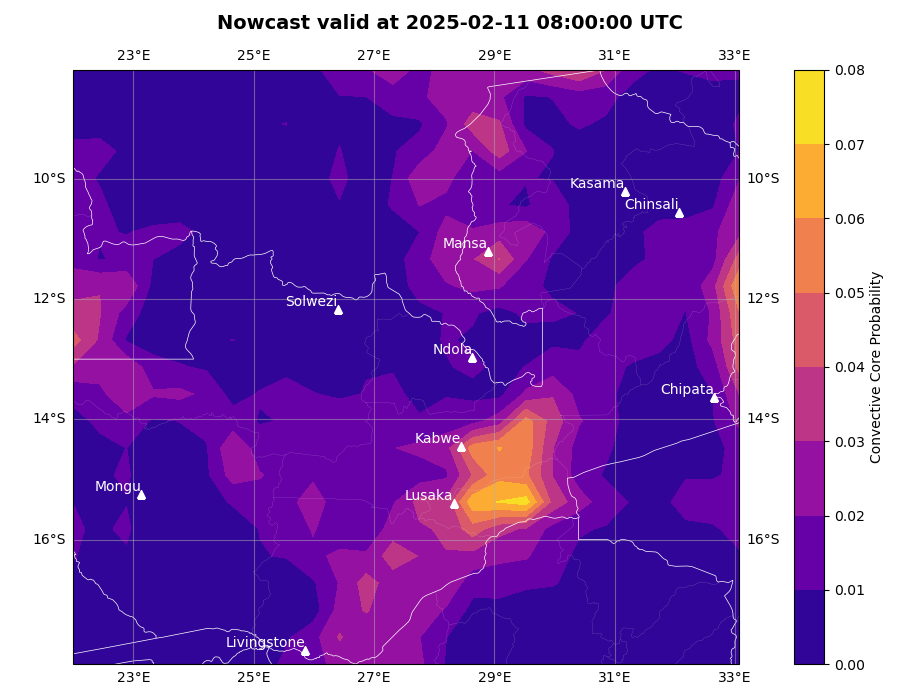 Nowcast valid at 2025-02-11 08:00:00 UTC
23°E 25°E 27°E 29°E 31°E 33°E
0.08
0.07
0.06
0.05
0.04
0.03
0.02
0.01
0.00
Convective Core Probability
10°S 10°S
12°S 12°S
14°S 14°S
16°S 16°S
Kasama
Chinsali
Mansa
Solwezi
Ndola
Chipata
Kabwe
Mongu
Lusaka
Livingstone
23°E 25°E 27°E 29°E 31°E 33°E